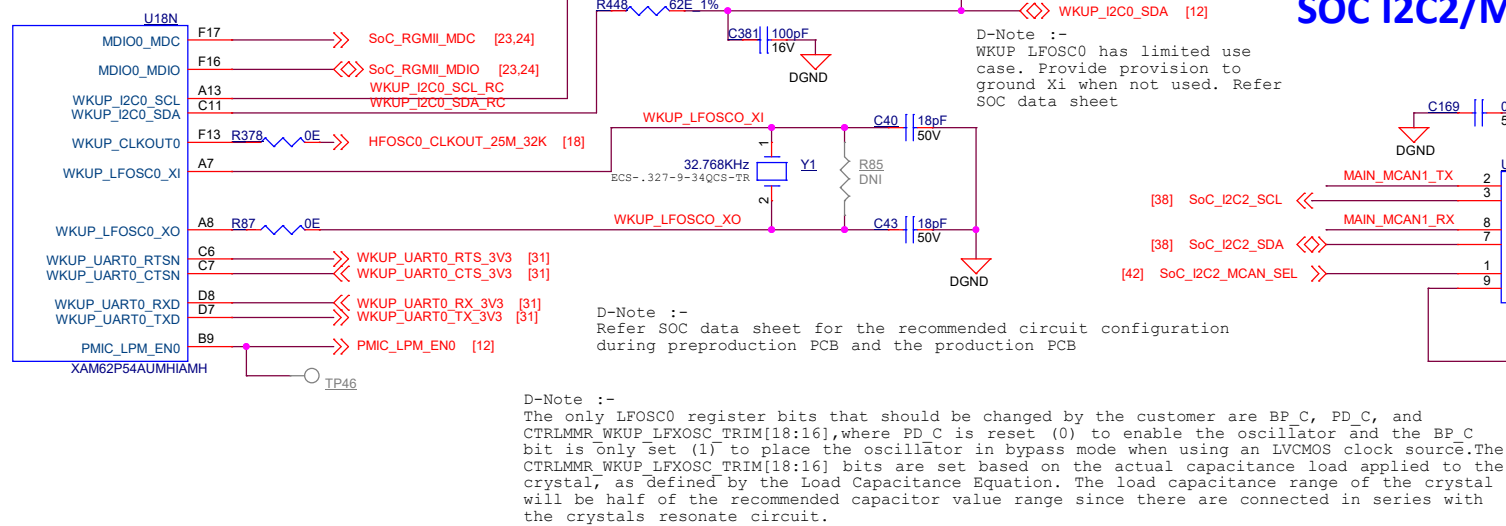 U18N
MDIO0_MDC
F17
SoC_RGMII_MDC [23,24]
MDIO0_MDIO
F16
SoC_RGMII_MDIO [23,24]
WKUP_I2C0_SCL
A13
WKUP_I2C0_SCL_RC
WKUP_I2C0_SDA
C11
WKUP_I2C0_SDA_RC
WKUP_CLKOUT0
F13
R378
0E
HFOSC0_CLKOUT_25M_32K [18]
WKUP_LFOSC0_XI
A7
WKUP_LFOSC0_XO
A8
R87
0E
WKUP_UART0_RTSN
C6
WKUP_UART0_RTS_3V3 [31]
WKUP_UART0_CTSN
C7
WKUP_UART0_CTS_3V3 [31]
WKUP_UART0_RXD
D8
WKUP_UART0_RX_3V3 [31]
WKUP_UART0_TXD
D7
WKUP_UART0_TX_3V3 [31]
PMIC_LPM_EN0
B9
PMIC_LPM_EN0 [12]
XAM62P54AUMHIAMH
TP46
R448
62E_1%
WKUP_I2C0_SDA [12]
C381
100pF
16V
DGND
SOC I2C2/M
D-Note :-
WKUP LFOSC0 has limited use
case. Provide provision to
ground Xi when not used. Refer
SOC data sheet
WKUP_LFOSCO_XI
C40
18pF
50V
1
32.768KHz
Y1
ECS-.327-9-34QCS-TR
2
R85
DNI
WKUP_LFOSCO_XO
C43
18pF
50V
DGND
C169
DGND
MAIN_MCAN1_TX
2
[38] SoC_I2C2_SCL
3
MAIN_MCAN1_RX
8
[38] SoC_I2C2_SDA
7
[42] SoC_I2C2_MCAN_SEL
1
9
D-Note :-
Refer SOC data sheet for the recommended circuit configuration
during preproduction PCB and the production PCB
D-Note :-
The only LFOSC0 register bits that should be changed by the customer are BP_C, PD_C, and
CTRLMMR_WKUP_LFXOSC_TRIM[18:16],where PD_C is reset (0) to enable the oscillator and the BP_C
bit is only set (1) to place the oscillator in bypass mode when using an LVCMOS clock source.The
CTRLMMR_WKUP_LFXOSC_TRIM[18:16] bits are set based on the actual capacitance load applied to the
crystal, as defined by the Load Capacitance Equation. The load capacitance range of the crystal
will be half of the recommended capacitor value range since there are connected in series with
the crystals resonate circuit.